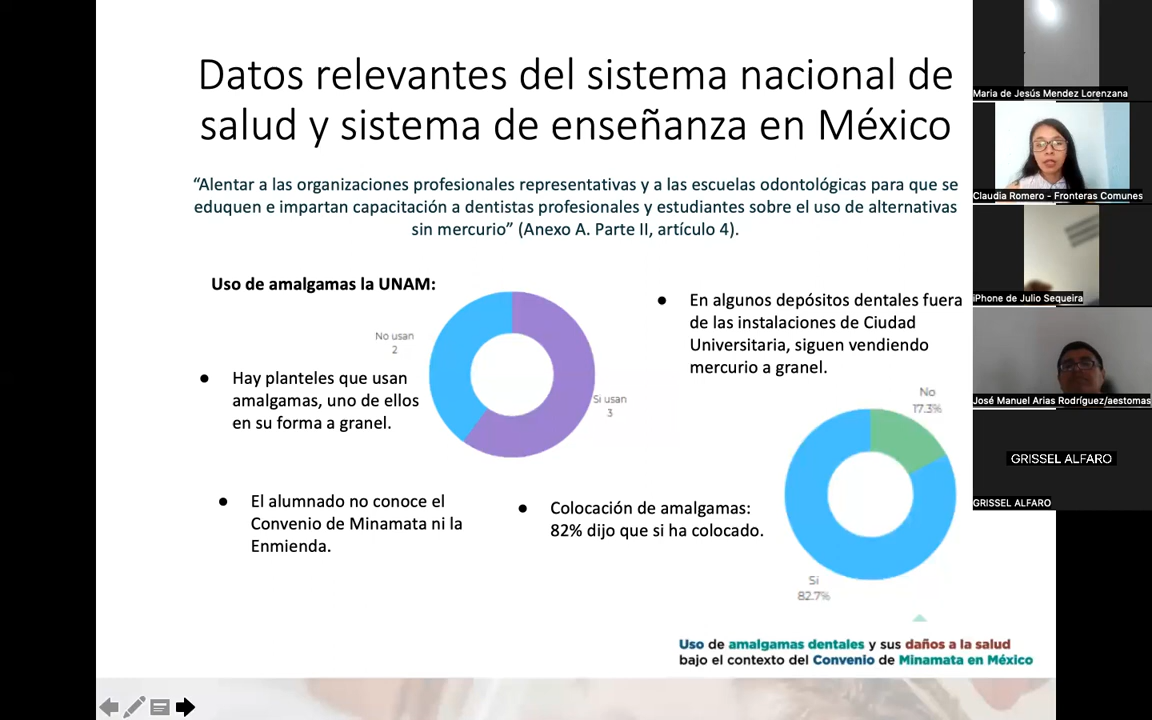 Datos relevantes del sistema nacional de
salud y sistema de enseñanza en México
“Alentar a las organizaciones profesionales representativas y a las escuelas odontológicas para que se
eduquen e impartan capacitación a dentistas profesionales y estudiantes sobre el uso de alternativas
sin mercurio” (Anexo A. Parte II, artículo 4).
Uso de amalgamas la UNAM:
No usan
2
Si usan
3
● Hay planteles que usan
amalgamas, uno de ellos
en su forma a granel.
● En algunos depósitos dentales fuera
de las instalaciones de Ciudad
Universitaria, siguen vendiendo
mercurio a granel.
● El alumnado no conoce el
Convenio de Minamata ni la
Enmienda.
● Colocación de amalgamas:
82% dijo que si ha colocado.
No
17.3%
Si
82.7%
Uso de amalgamas dentales y sus daños a la salud
bajo el contexto del Convenio de Minamata en México
Maria de Jesús Mendez Lorenzana
Claudia Romero - Fronteras Comunes
iPhone de Julio Sequeira
José Manuel Arias Rodríguez/aestomas
GRISSEL ALFARO
GRISSEL ALFARO